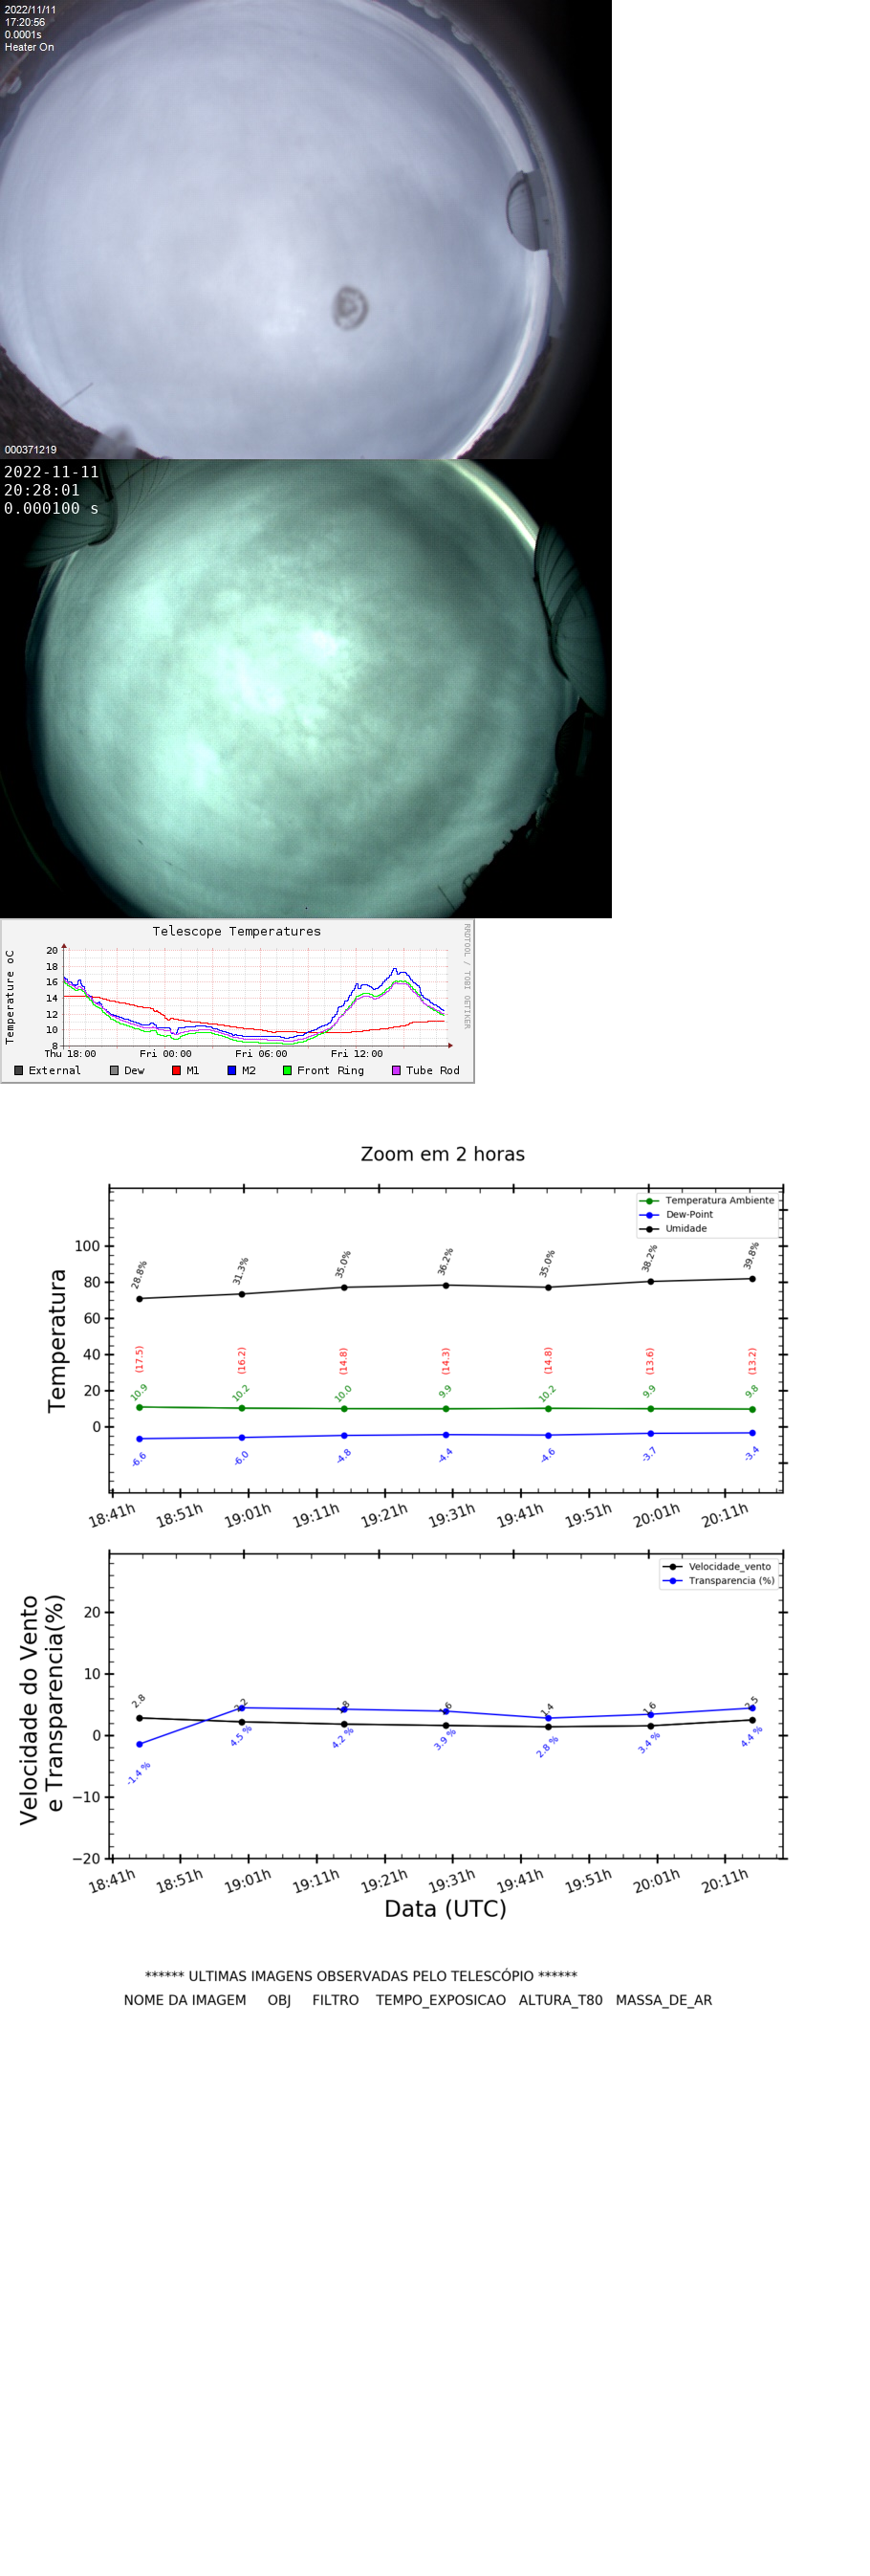 2022/11/11
17:20:56
0.0001s
Heater On
000371219
2022-11-11
20:28:01
0.000100 s
Telescope Temperatures
RRDTOOL / TOBI OETIKER
Temperature oC
20
18
16
14
12
10
8
Thu 18:00 Fri 00:00 Fri 06:00 Fri 12:00
External Dew M1 M2 Front Ring Tube Rod
Zoom em 2 horas
Temperatura Ambiente
Dew-Point
Umidade
Temperatura
100
80
60
40
20
0
28.8% 31.3% 35.0% 36.2% 35.0% 38.2% 39.8%
(17.5) (16.2) (14.8) (14.3) (14.8) (13.6) (13.2)
10.9 10.2 10.0 9.9 10.2 9.9 9.8
-6.6 -6.0 -4.8 -4.4 -4.6 -3.7 -3.4
18:41h 18:51h 19:01h 19:11h 19:21h 19:31h 19:41h 19:51h 20:01h 20:11h
Velocidade_vento
Transparencia (%)
Velocidade do Vento
e Transparencia(%)
20
10
0
−10
−20
2.8 1.4 1.6 2.5
-1.4 % 4.5 % 4.2 % 3.9 % 2.8 % 3.4 % 4.4 %
18:41h 18:51h 19:01h 19:11h 19:21h 19:31h 19:41h 19:51h 20:01h 20:11h
Data (UTC)
****** ULTIMAS IMAGENS OBSERVADAS PELO TELESCÓPIO ******
NOME DA IMAGEM OBJ FILTRO TEMPO_EXPOSICAO ALTURA_T80 MASSA_DE_AR